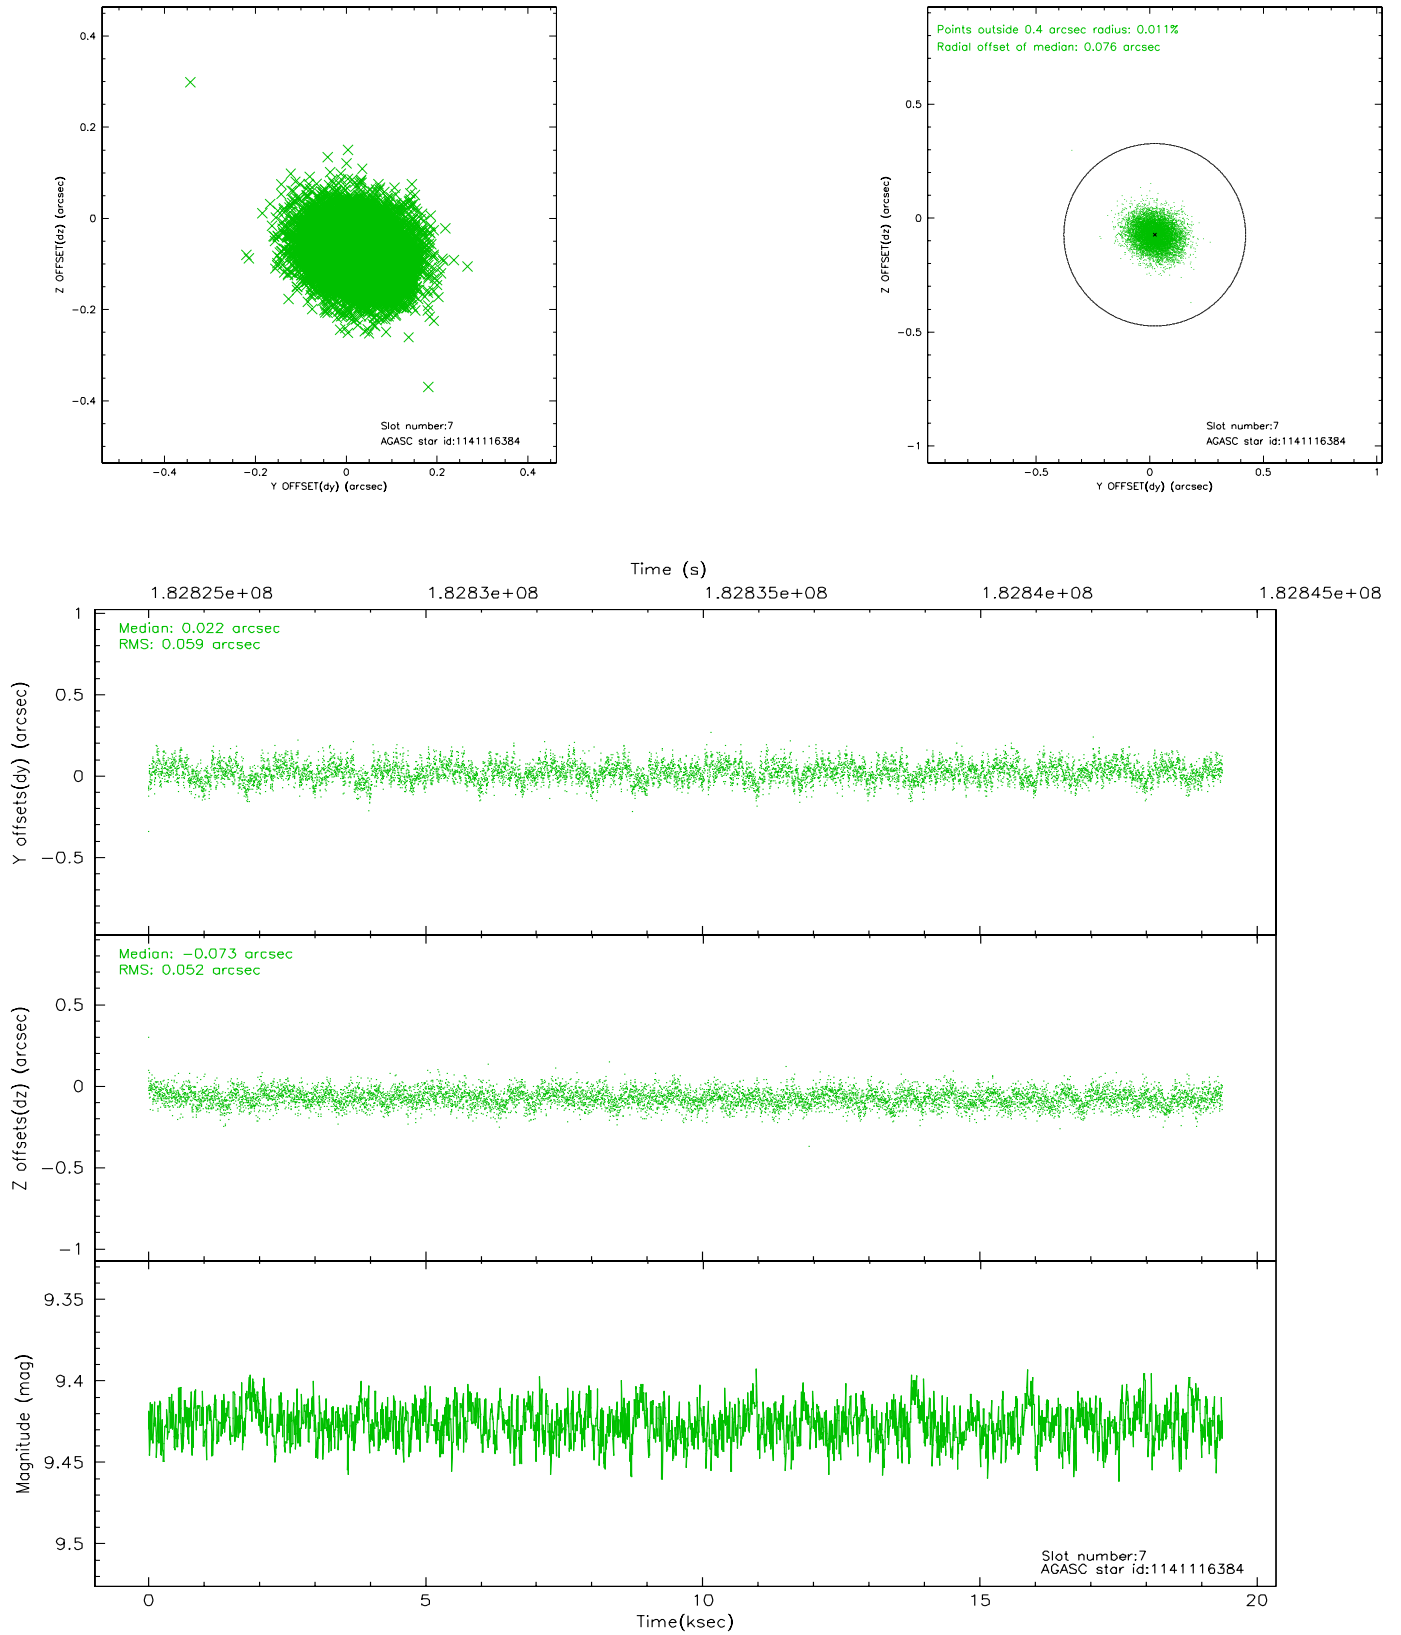 0.4
0.2
0
−0.2
−0.4
Z OFFSET(dz) (arcsec)
Slot number:7
AGASC star id:1141116384
−0.4
−0.2
0
0.2
0.4
Y OFFSET(dy) (arcsec)
Points outside 0.4 arcsec radius: 0.011%
Radial offset of median: 0.076 arcsec
0.5
0
−0.5
−1
Z OFFSET(dz) (arcsec)
Slot number:7
AGASC star id:1141116384
−0.5
0
0.5
1
Y OFFSET(dy) (arcsec)
Time (s)
1.82825e+08
1.8283e+08
1.82835e+08
1.8284e+08
1.82845e+08
Median: 0.022 arcsec
RMS: 0.059 arcsec
1
0.5
0
−0.5
Y offsets(dy) (arcsec)
Median: −0.073 arcsec
RMS: 0.052 arcsec
0.5
0
−0.5
−1
Z offsets(dz) (arcsec)
9.35
9.4
9.45
9.5
Magnitude (mag)
Slot number:7
AGASC star id:1141116384
0
5
10
15
20
Time(ksec)